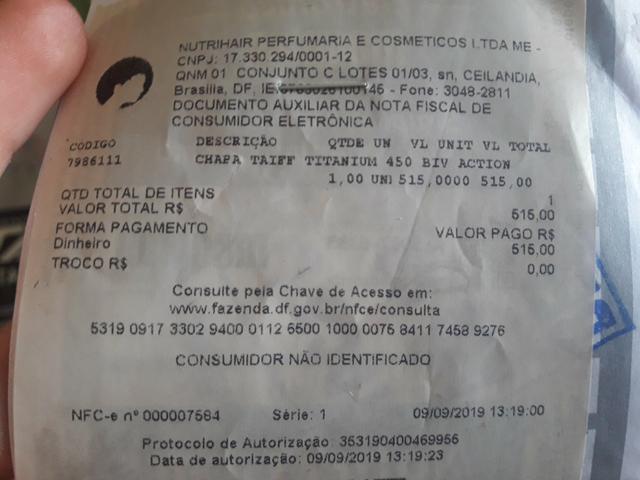 NUTRIHAIR PERFUMARIA E COSMETICOS LTDA ME -
CNPJ: 17.330.294/0001-12
QNM 01 CONJUNTO C LOTES 01/03, sn, CEILANDIA,
Brasilia, DF, IE - Fone: 3048-2811
DOCUMENTO AUXILIAR DA NOTA FISCAL DE
CONSUMIDOR ELETRÔNICA
CÓDIGO DESCRIÇÃO QTDE UN VL UNIT VL TOTAL
7986111 CHAPA TAIFF TITANIUM 450 BIV ACTION
1,00 UNI 515,0000 515,00
QTD TOTAL DE ITENS 1
VALOR TOTAL R$ 515,00
FORMA PAGAMENTO VALOR PAGO R$
Dinheiro 515,00
TROCO R$ 0,00
Consulte pela Chave de Acesso em:
www.fazenda.df.gov.br/nfce/consulta
5319 0917 3302 9400 0112 6500 1000 0075 8411 7458 9276
CONSUMIDOR NÃO IDENTIFICADO
NFC-e nº 000007584 Série: 1 09/09/2019 13:19:00
Protocolo de Autorização: 353190400469956
Data de autorização: 09/09/2019 13:19:23